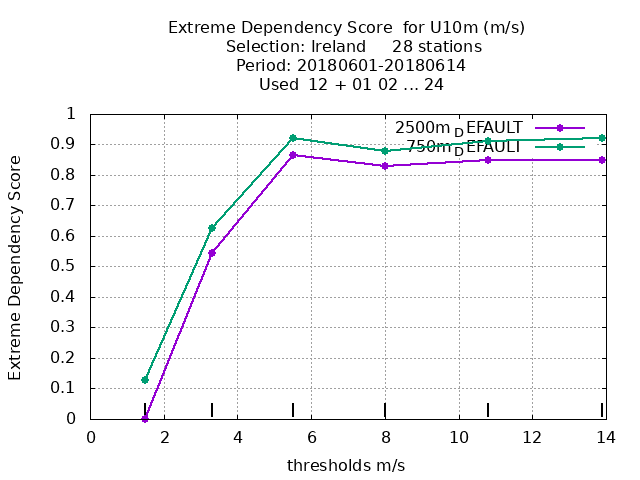 Extreme Dependency Score  for U10m (m/s)
Selection: Ireland     28 stations
Period: 20180601-20180614
Used  12 + 01 02 ... 24
2500m_DEFAULT
750m_DEFAULT
Extreme Dependency Score
1
0.9
0.8
0.7
0.6
0.5
0.4
0.3
0.2
0.1
0
0 2 4 6 8 10 12 14
thresholds m/s